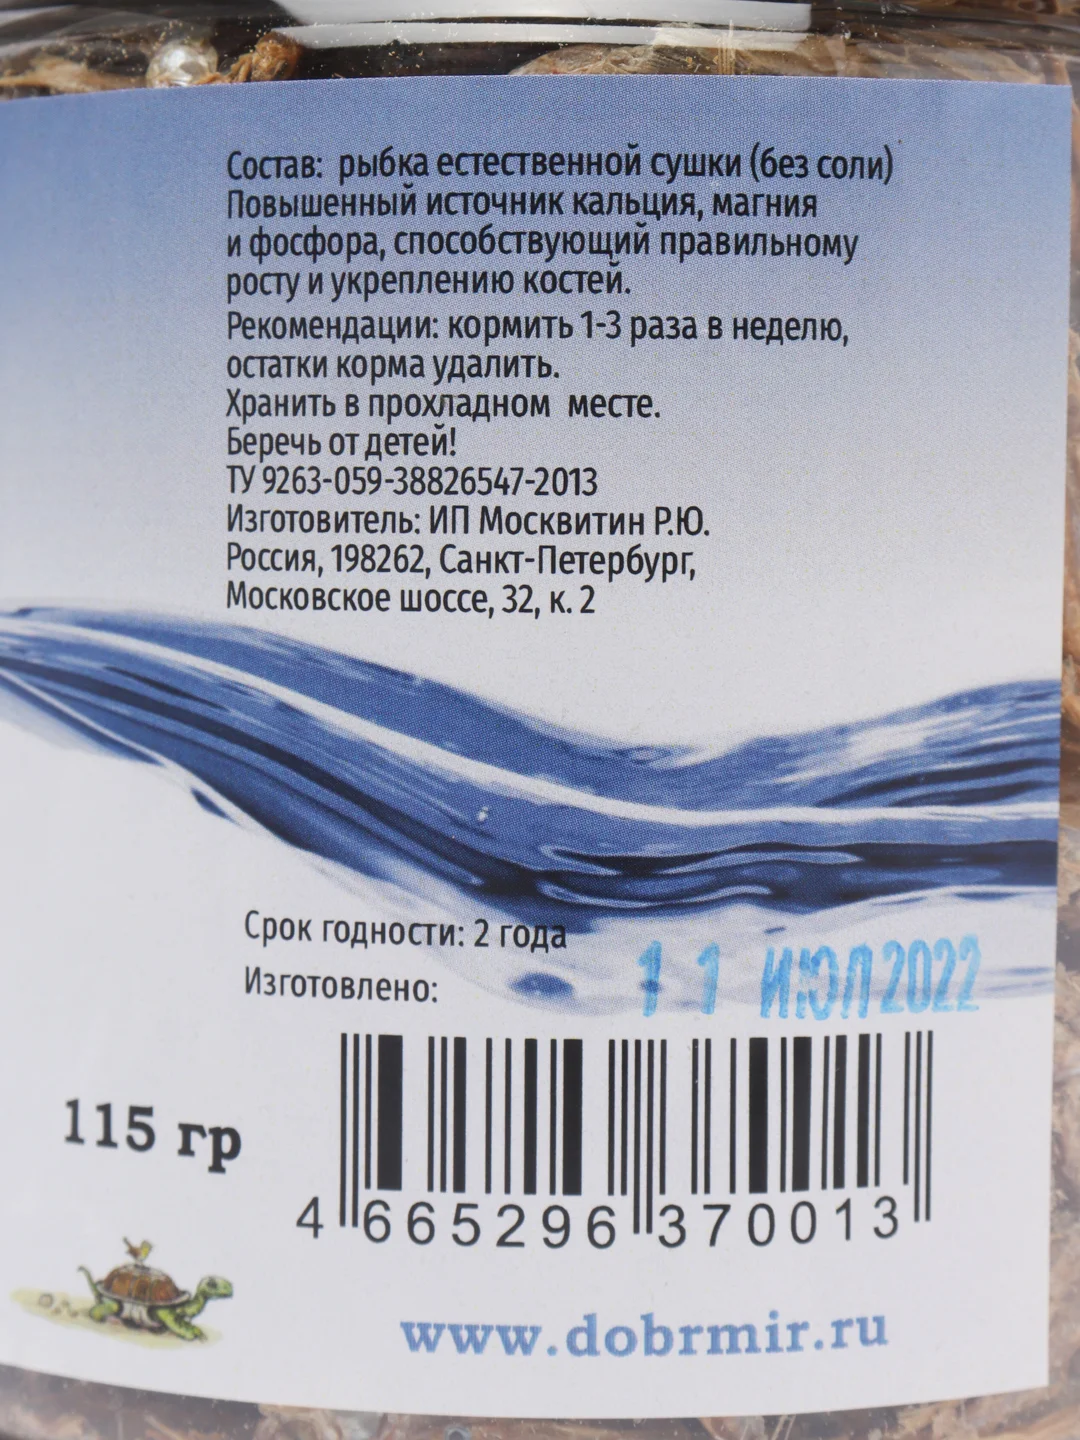 Состав: рыбка естественной сушки (без соли)
Повышенный источник кальция, магния
и фосфора, способствующий правильному
росту и укреплению костей.
Рекомендации: кормить 1-3 раза в неделю,
остатки корма удалить.
Хранить в прохладном месте.
Беречь от детей!
ТУ 9263-059-38826547-2013
Изготовитель: ИП Москвитин Р.Ю.
Россия, 198262, Санкт-Петербург,
Московское шоссе, 32, к. 2
Срок годности: 2 года
Изготовлено: 11 ИЮЛ 2022
115 гр
4 665296 370013
www.dobrmir.ru